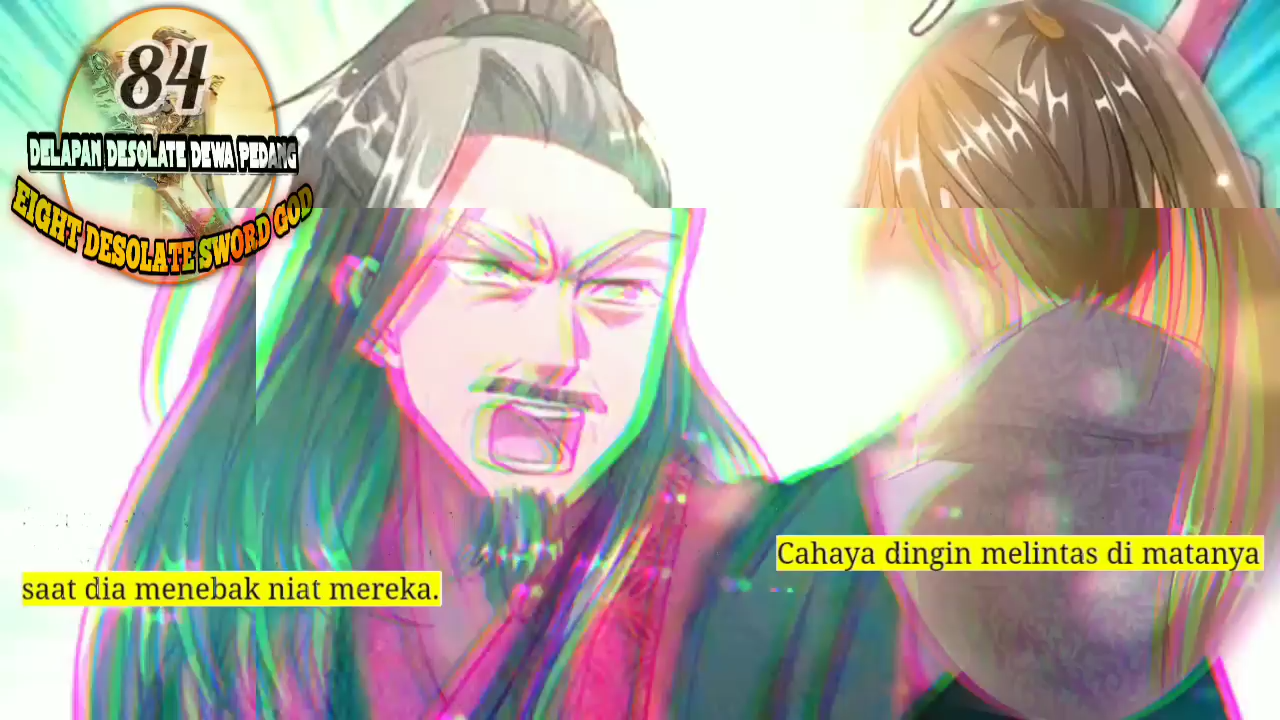 84
DELAPAN DESOLATE DEWA PEDANG
EIGHT DESOLATE SWORD GOD
Cahaya dingin melintas di matanya
saat dia menebak niat mereka.